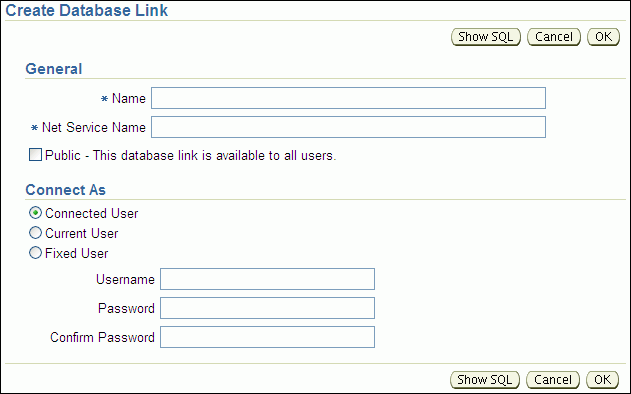 Create Database Link
Show SQL Cancel OK
General
* Name
* Net Service Name
Public - This database link is available to all users.
Connect As
Connected User
Current User
Fixed User
Username
Password
Confirm Password
Show SQL Cancel OK